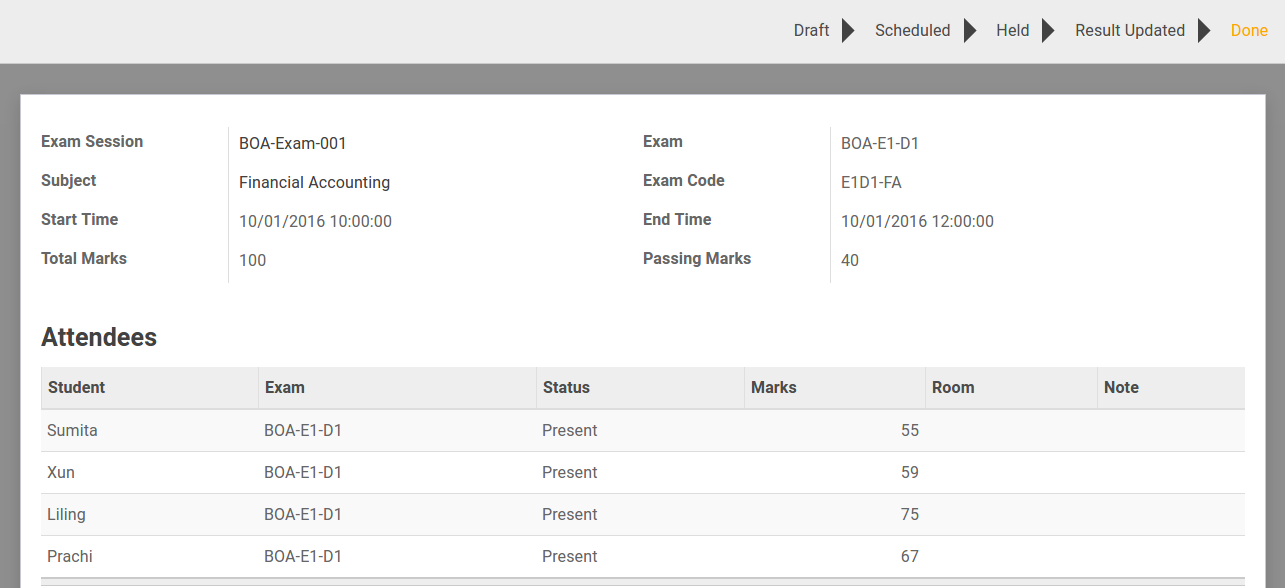 Draft Scheduled Held Result Updated Done
Exam Session BOA-Exam-001 Exam BOA-E1-D1
Subject Financial Accounting Exam Code E1D1-FA
Start Time 10/01/2016 10:00:00 End Time 10/01/2016 12:00:00
Total Marks 100 Passing Marks 40
Attendees
Student Exam Status Marks Room Note
Sumita BOA-E1-D1 Present 55
Xun BOA-E1-D1 Present 59
Liling BOA-E1-D1 Present 75
Prachi BOA-E1-D1 Present 67